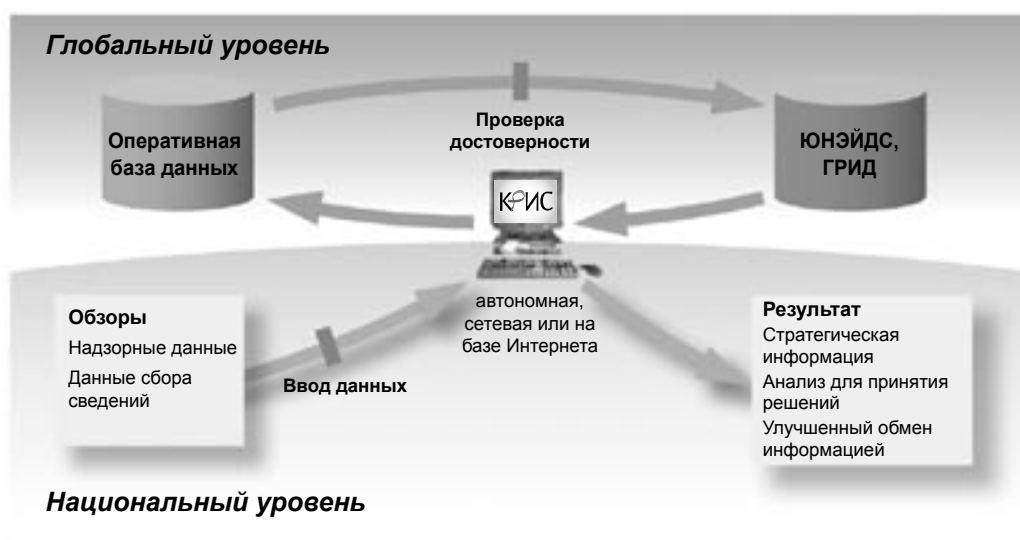 Глобальный уровень
Оперативная
база данных
Проверка
достоверности
ЮНЭЙДС,
ГРИД
КРИС
автономная,
сетевая или на
базе Интернета
Обзоры
Надзорные данные
Данные сбора
сведений
Ввод данных
Результат
Стратегическая
информация
Анализ для принятия
решений
Улучшенный обмен
информацией
Национальный уровень